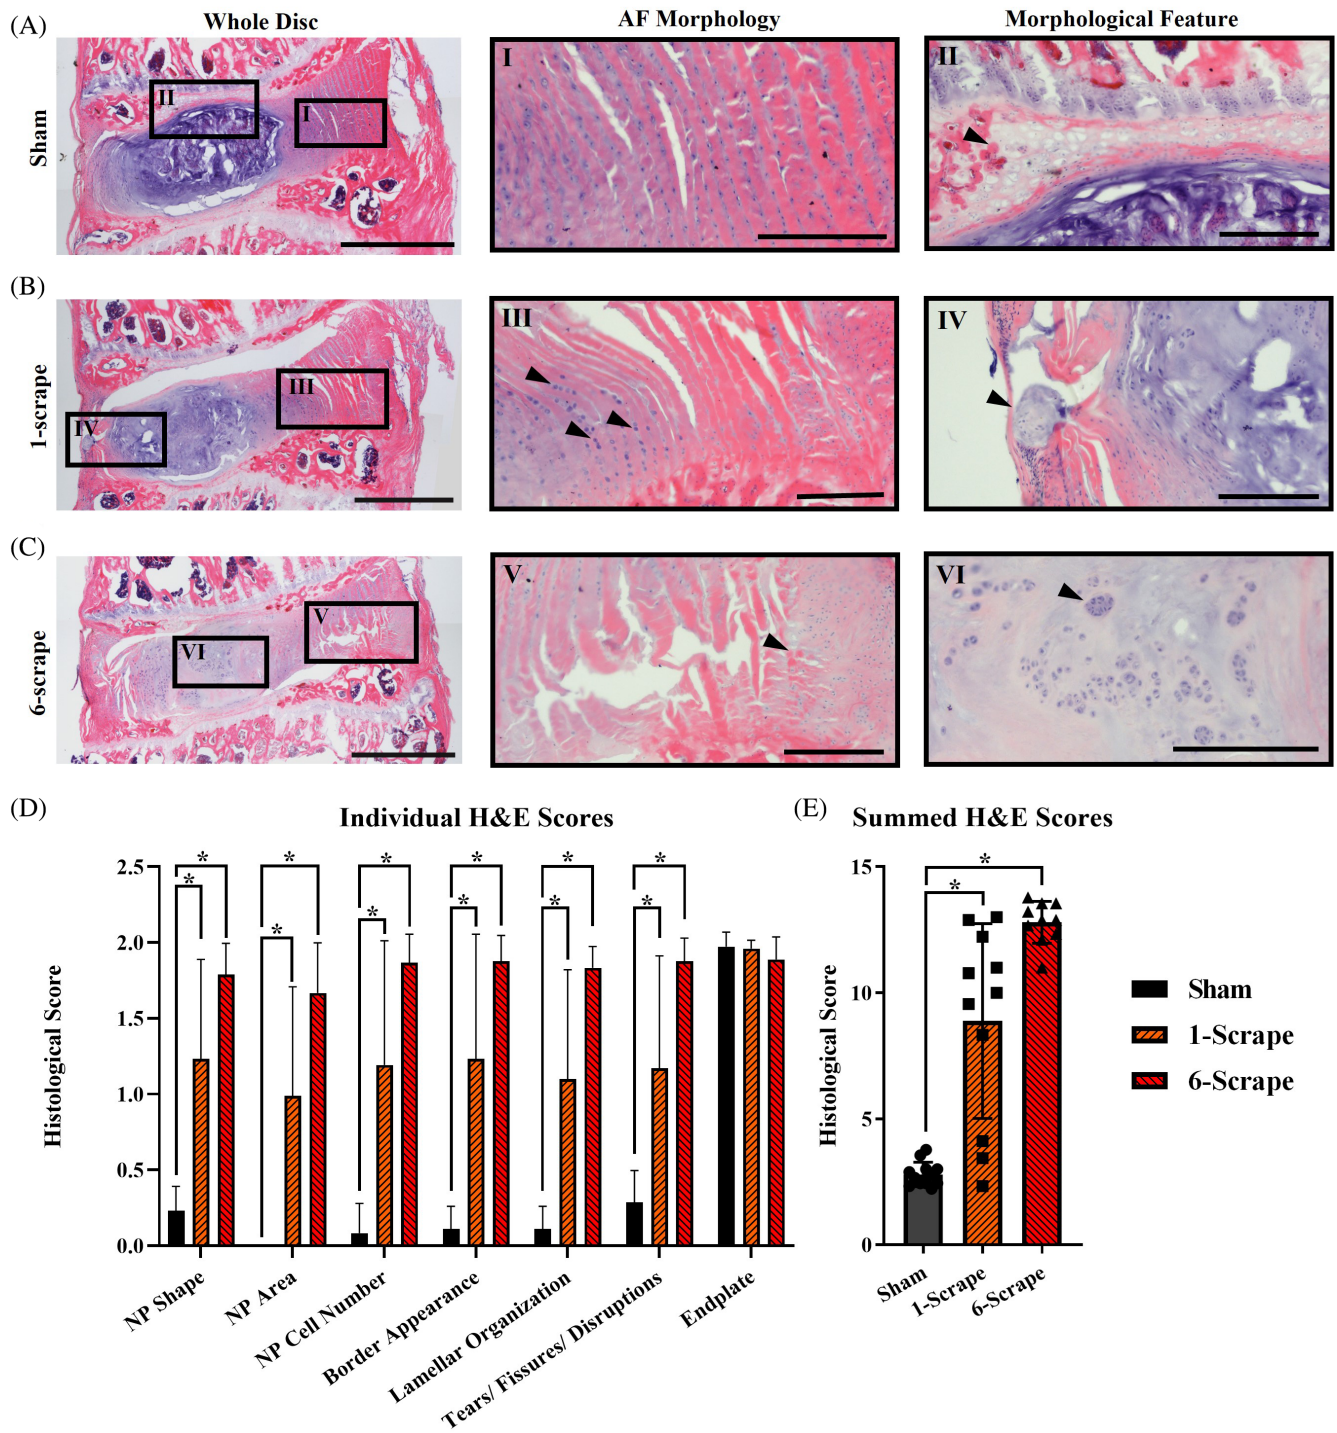 (A)
Whole Disc
AF Morphology
Morphological Feature
Sham
II
I
I
II
(B)
1-scrape
III
IV
III
IV
(C)
6-scrape
V
VI
V
VI
(D)
Individual H&E Scores
Histological Score
2.5
2.0
1.5
1.0
0.5
0.0
* * * * * * * * * * * *
NP Shape
NP Area
NP Cell Number
Border Appearance
Lamellar Organization
Tears/ Fissures/ Disruptions
Endplate
(E)
Summed H&E Scores
Histological Score
15
10
5
0
* *
Sham
1-Scrape
6-Scrape
Sham
1-Scrape
6-Scrape